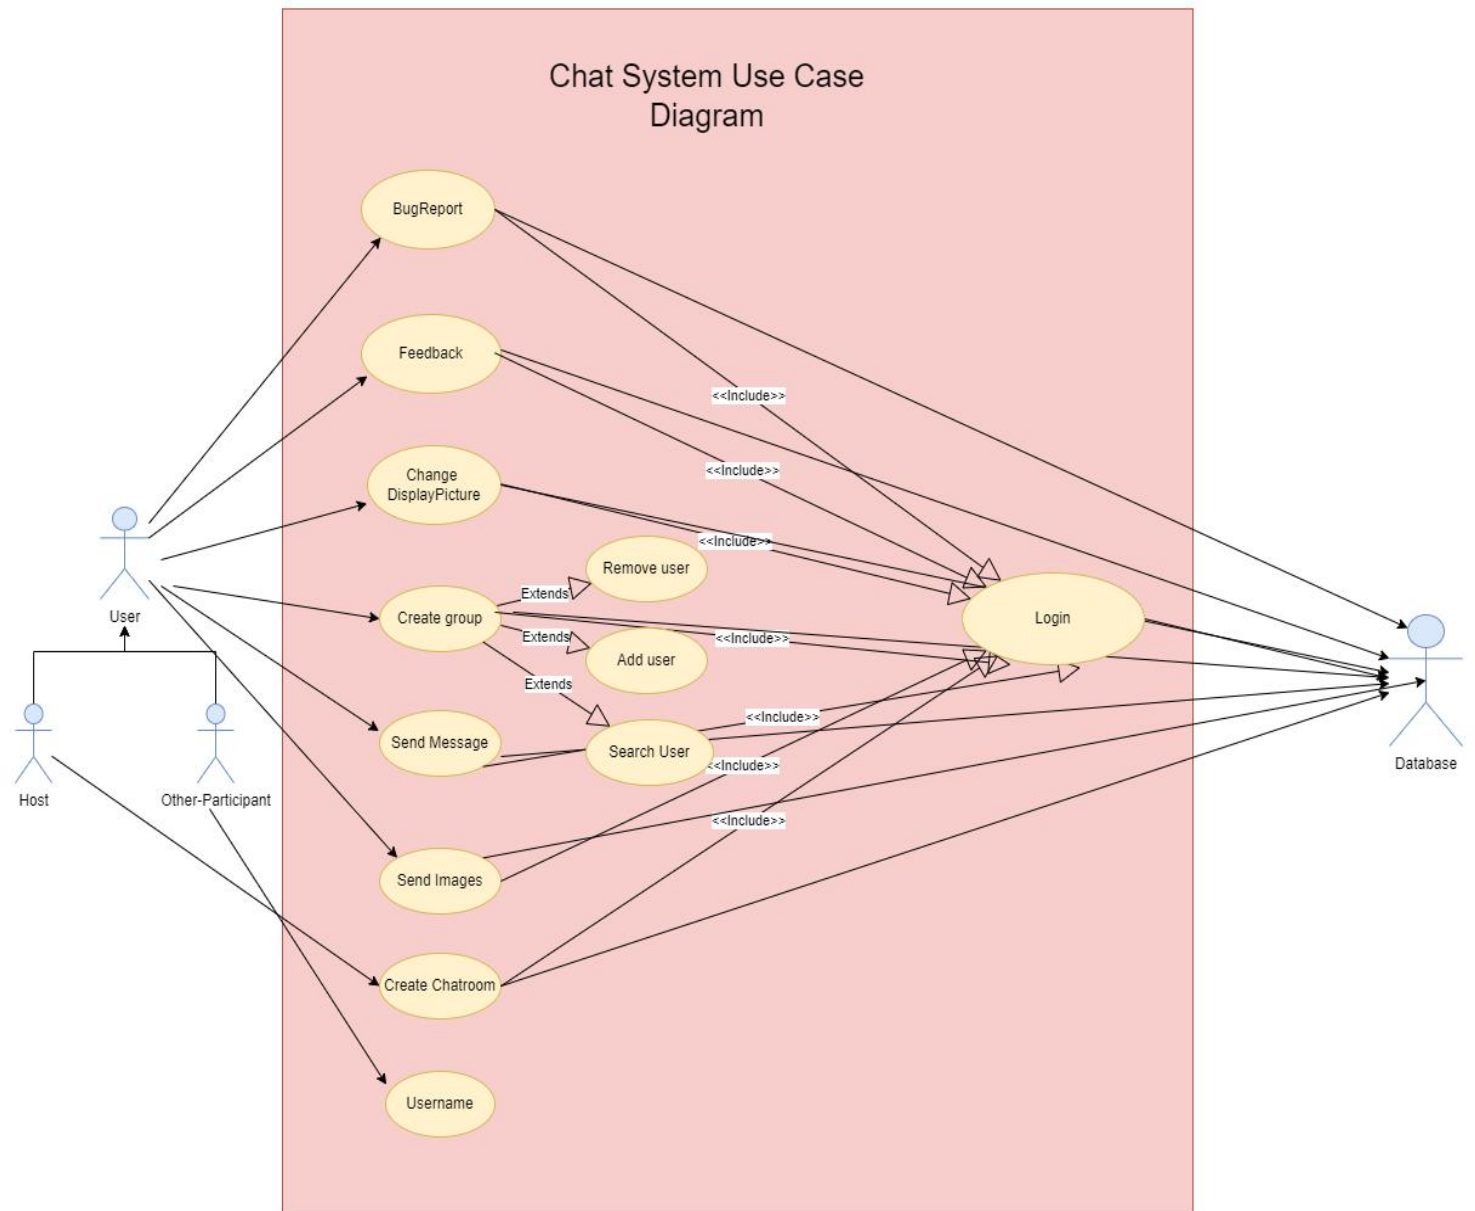 Chat System Use Case
Diagram
BugReport
Feedback
<<Include>>
<<Include>>
Change
DisplayPicture
<<Include>>
Remove user
Extends
Create group
Login
User
Extends
<<Include>>
Add user
Extends
<<Include>>
Send Message
Search User
<<Include>>
Database
Host
Other-Participant
<<Include>>
Send Images
Create Chatroom
Username